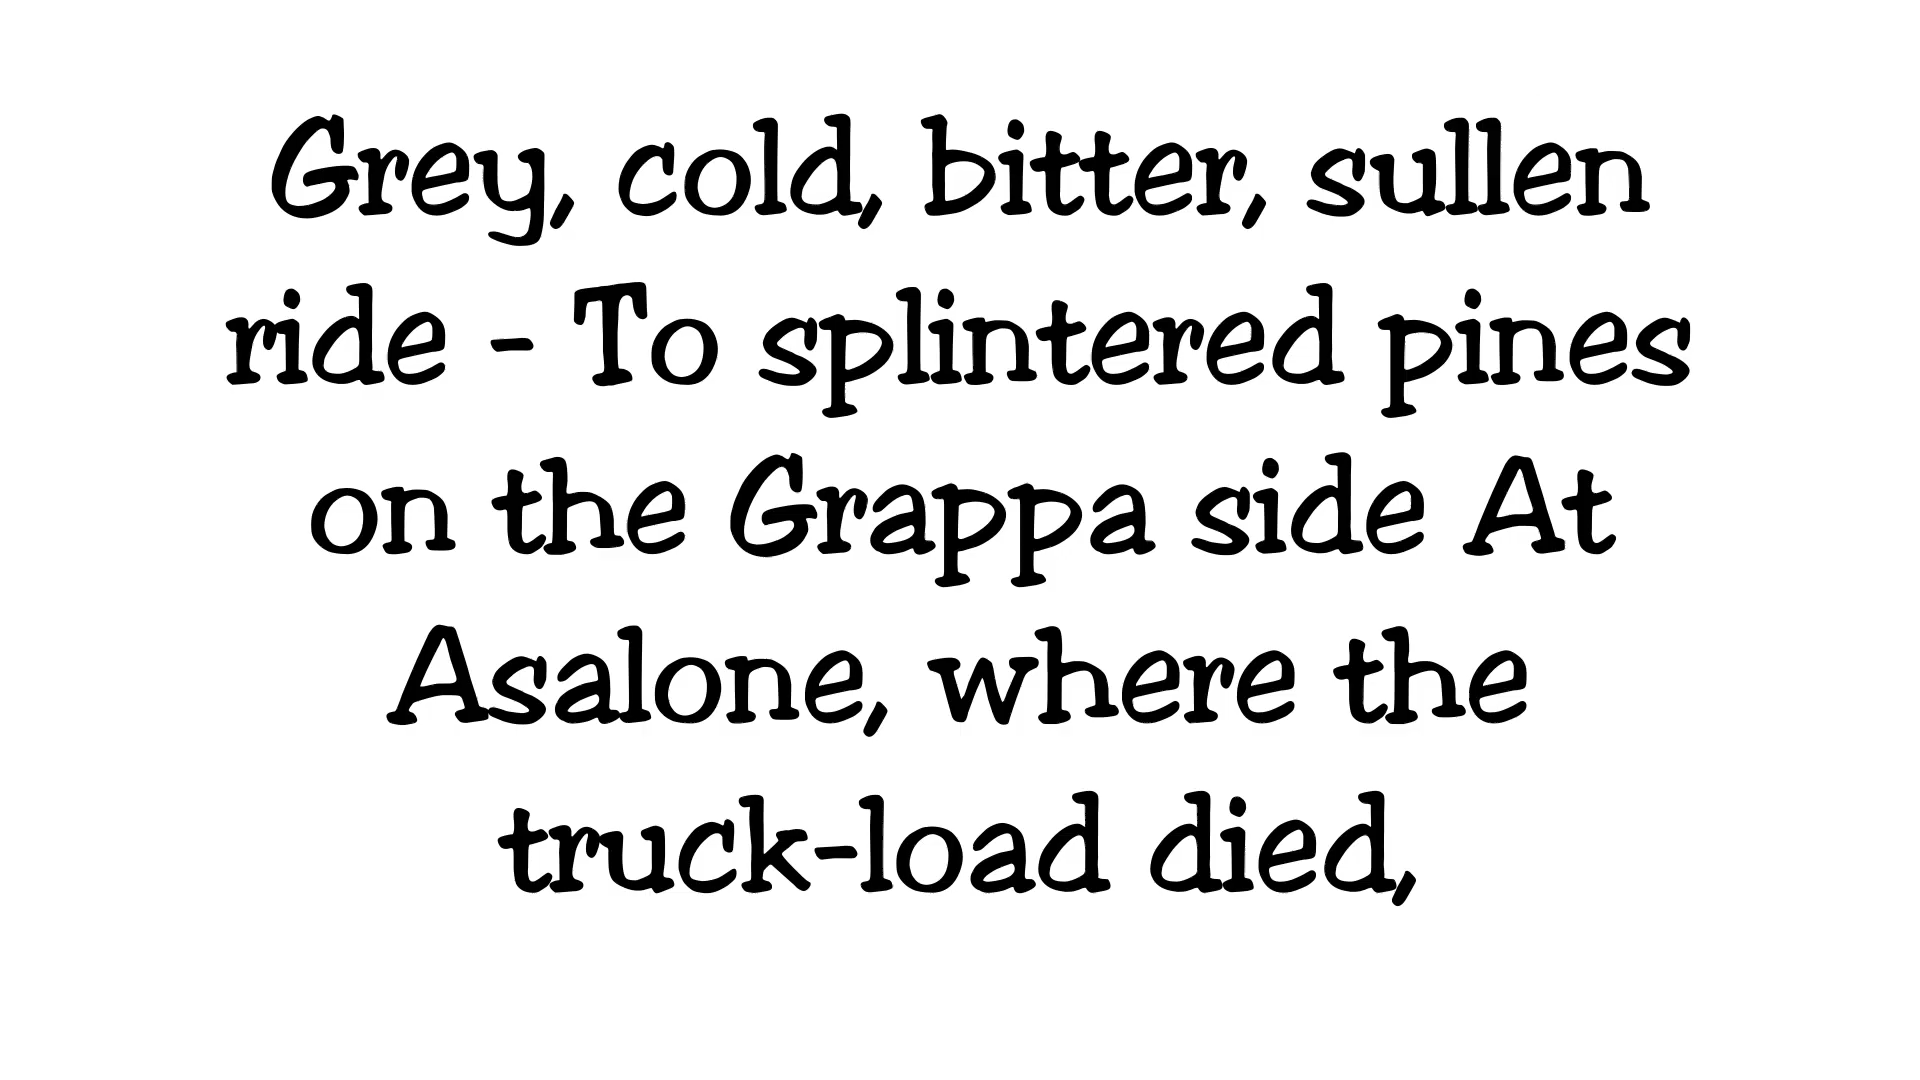 Grey, cold, bitter, sullen
ride - To splintered pines
on the Grappa side At
Asalone, where the
truck-load died,